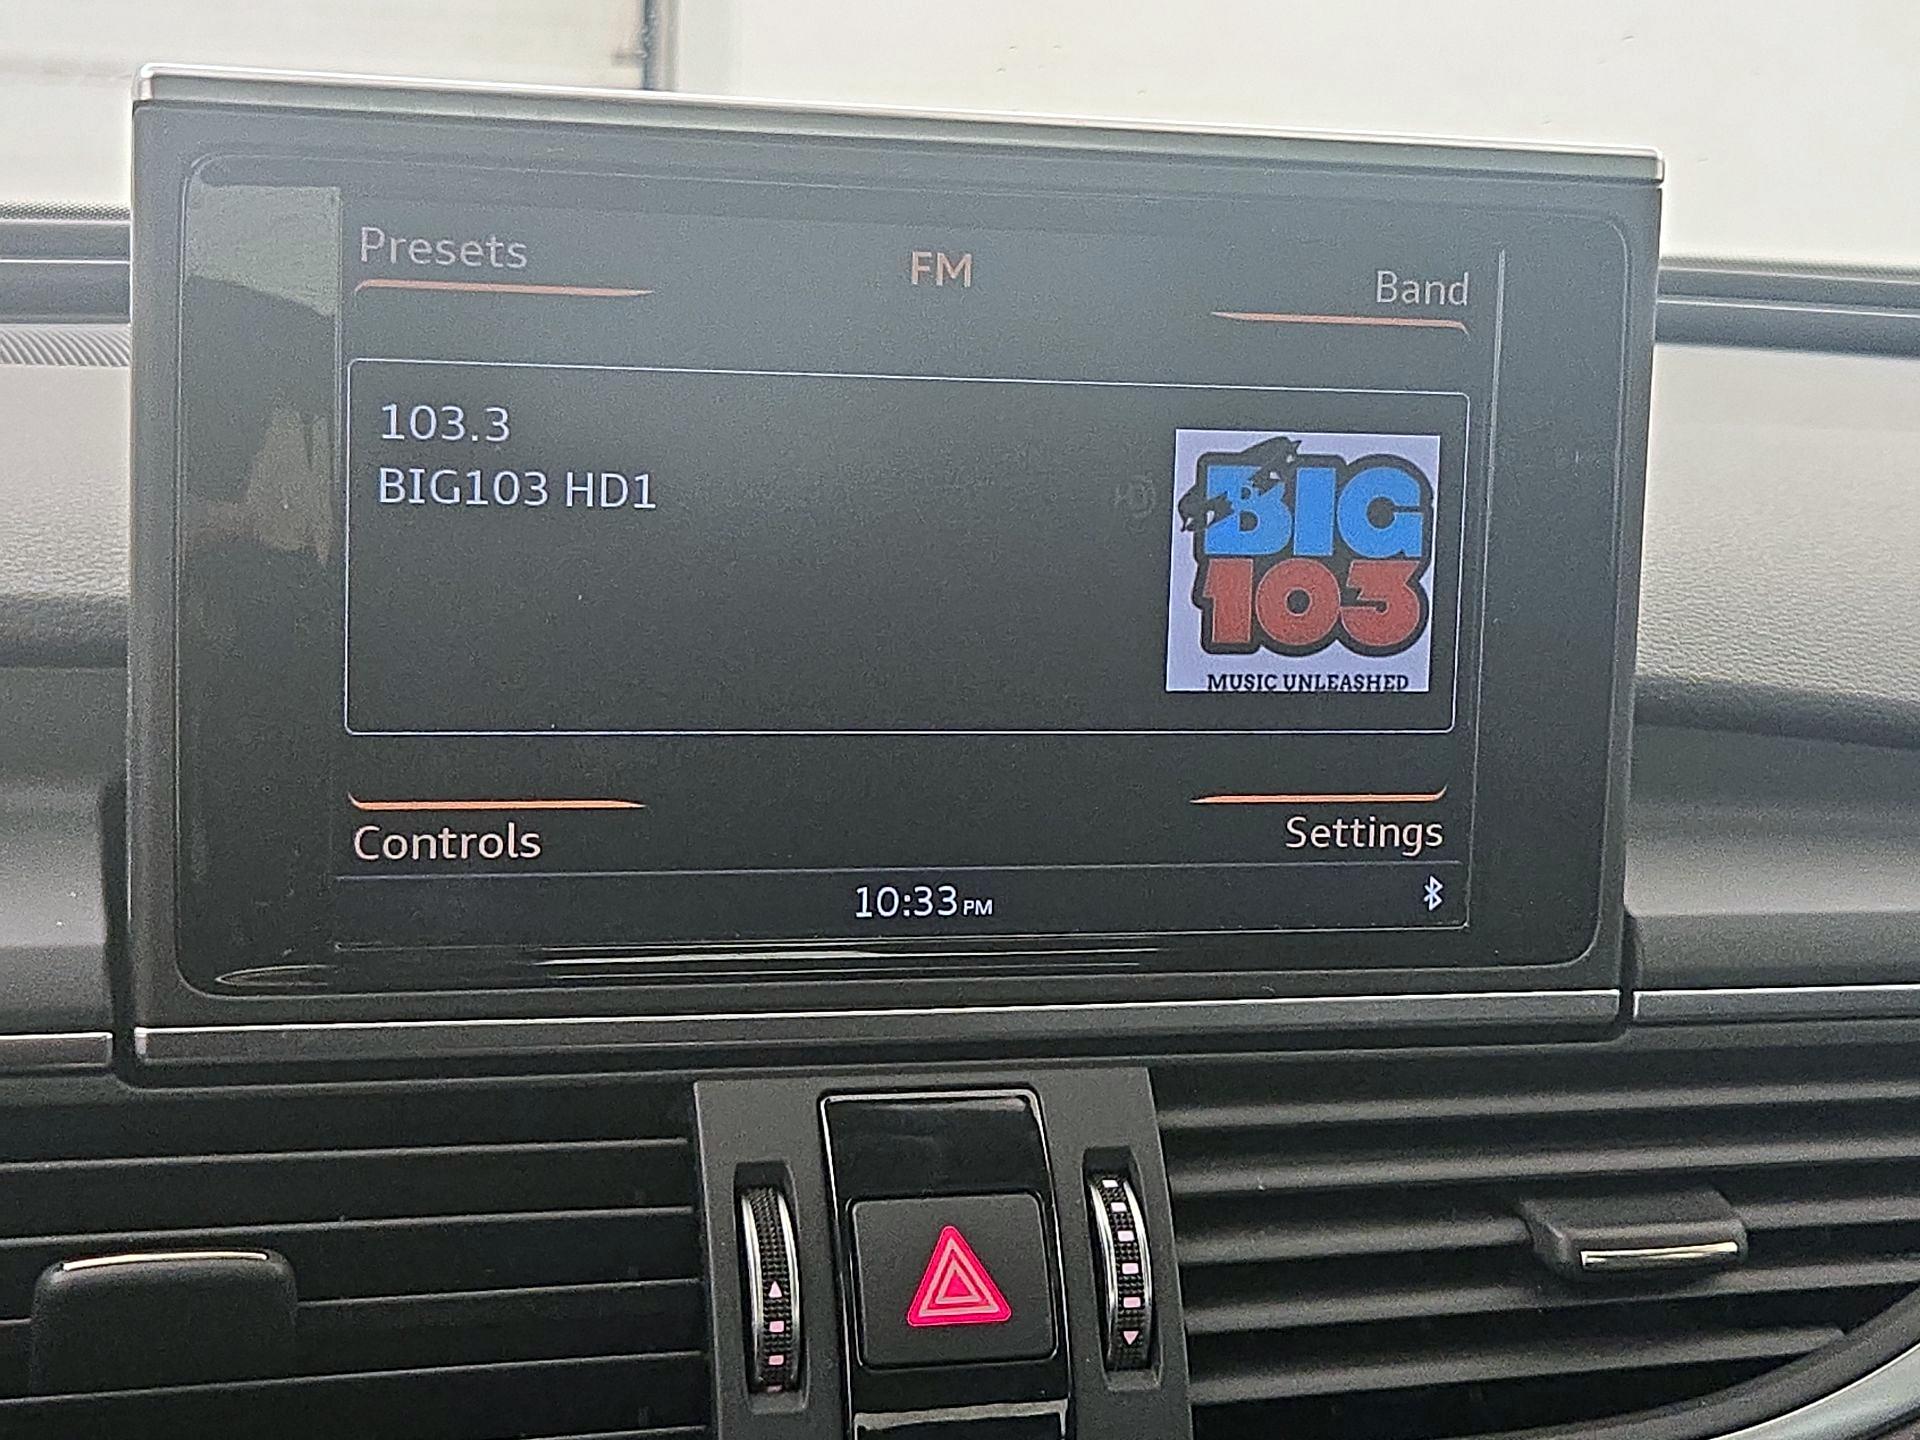 Presets
FM
Band
103.3
BIG103 HD1
BIG
103
MUSIC UNLEASHED
Controls
Settings
10:33 PM